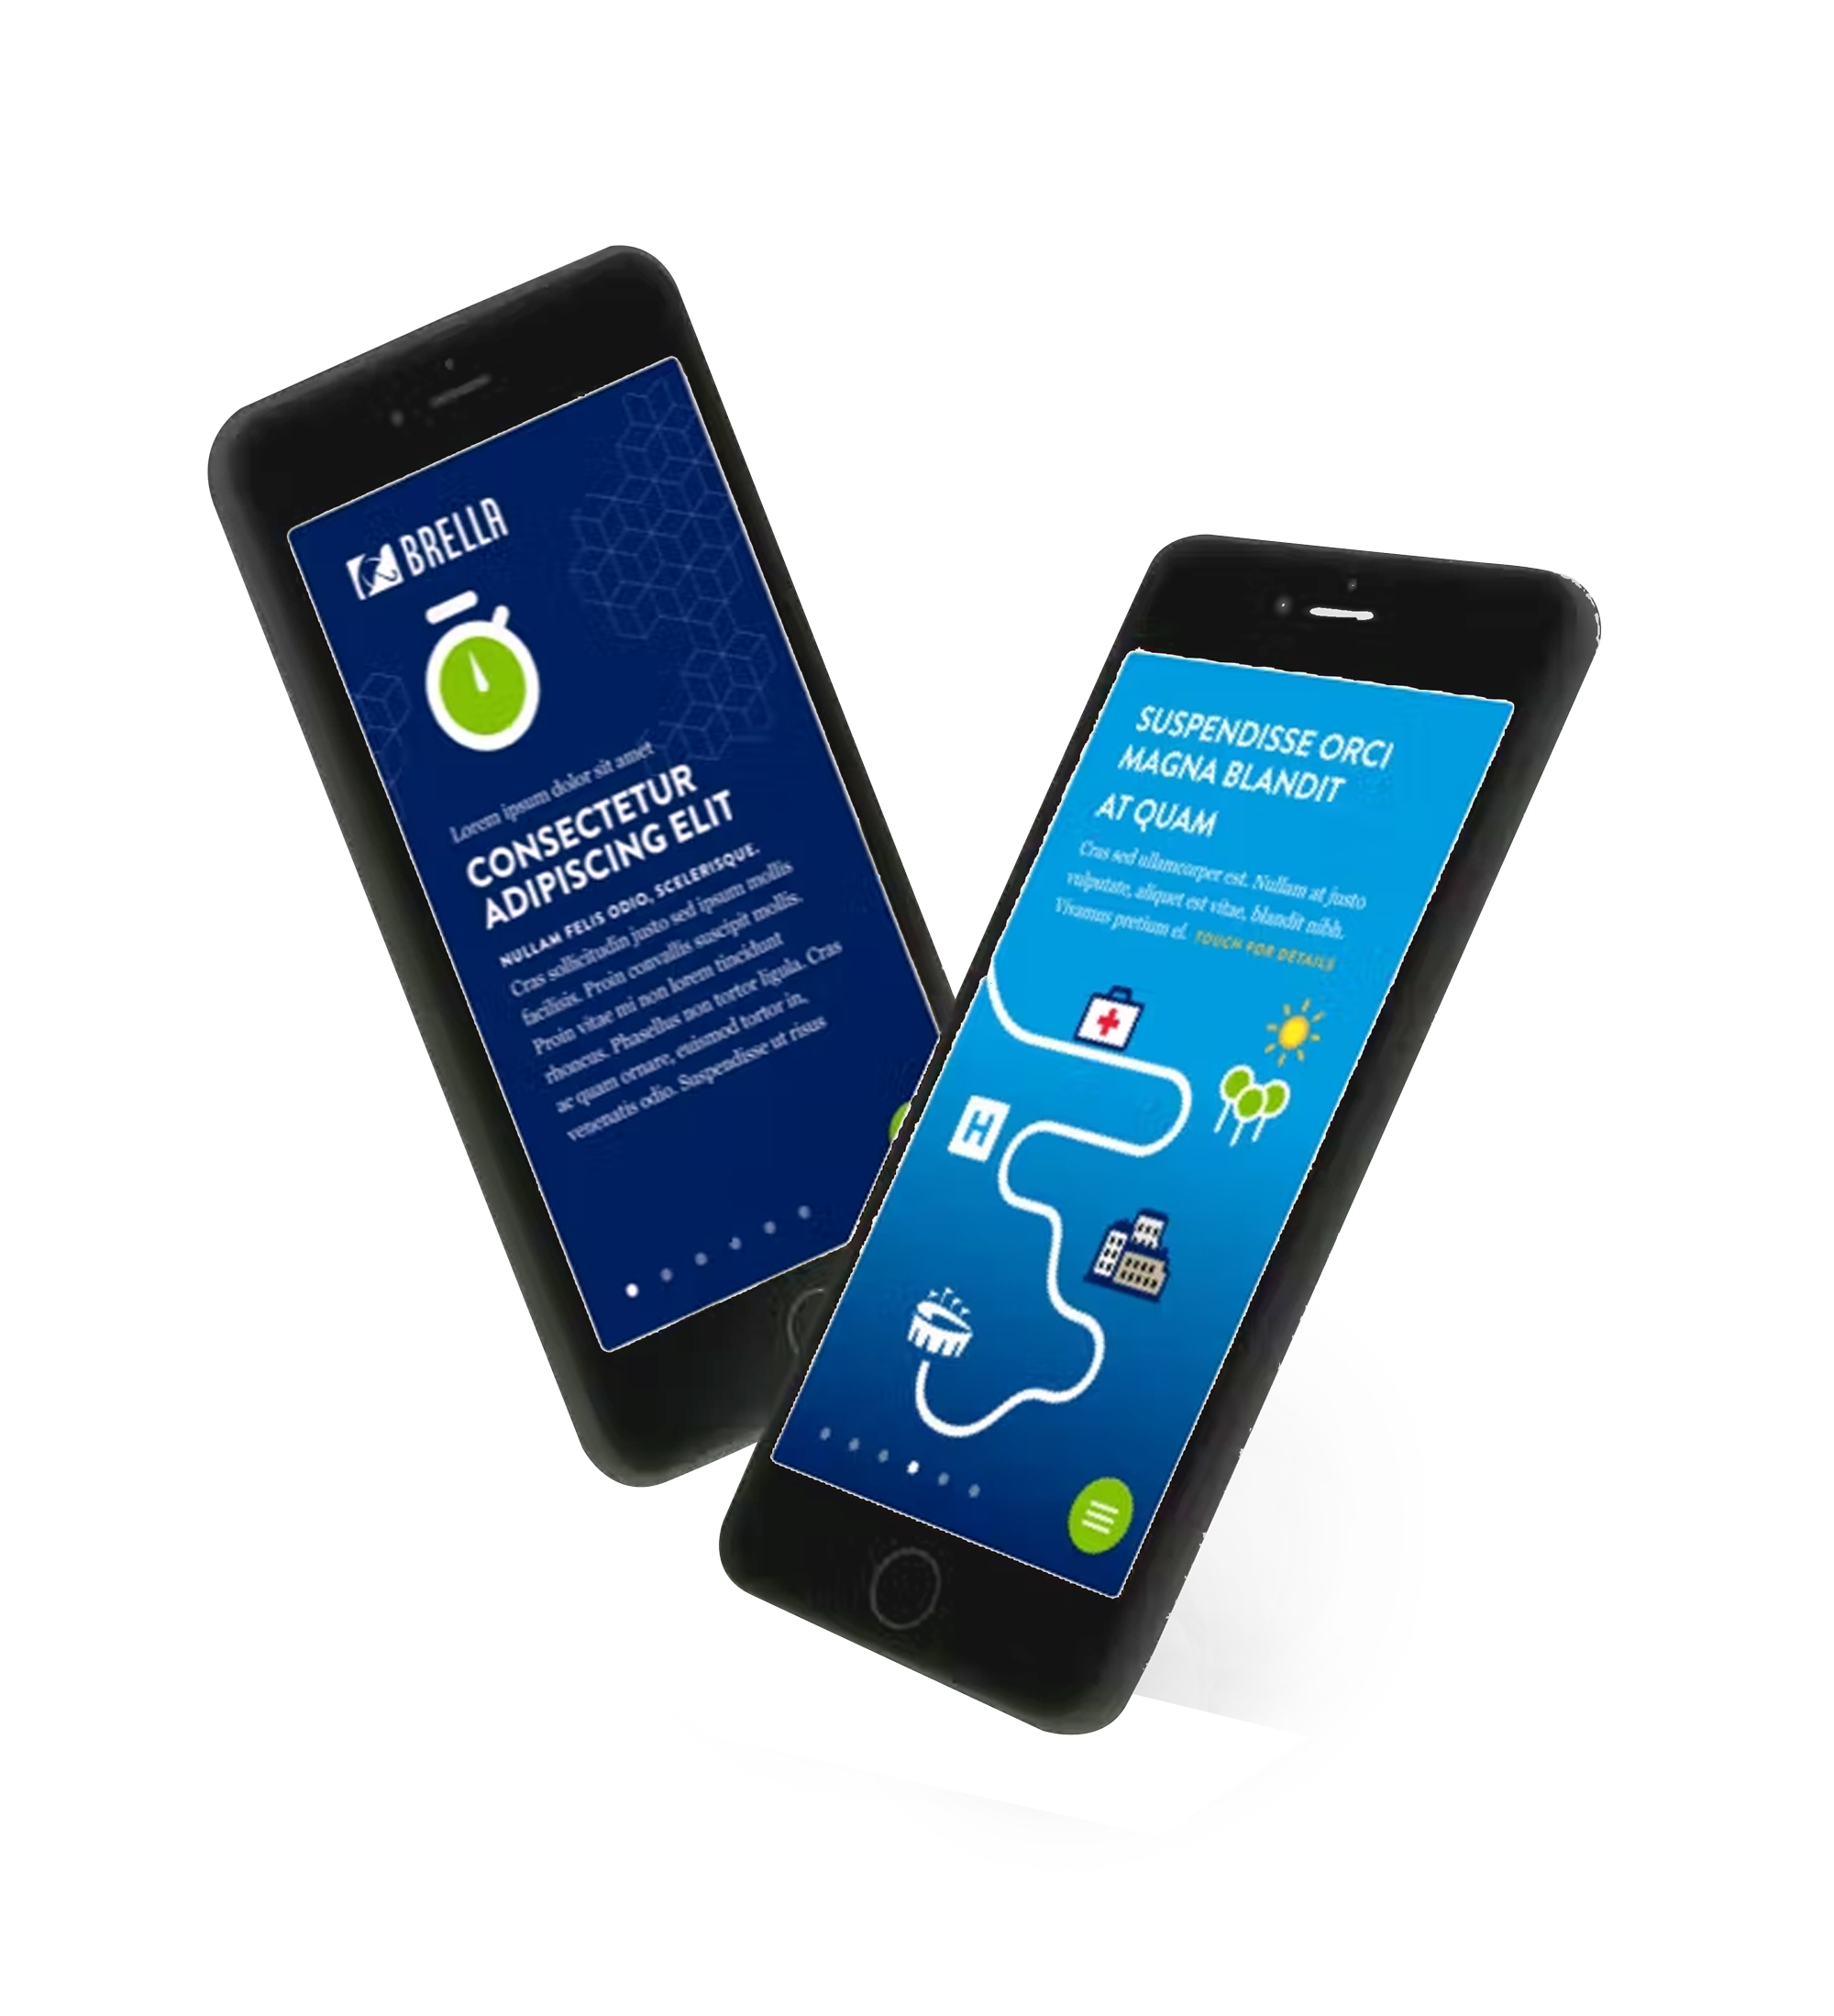 BRELLA
Lorem ipsum dolor sit amet
CONSECTETUR
ADIPISCING ELIT
NULLAM FELIS ODIO, SCELERISQUE.
Cras sollicitudin justo sed ipsum mollis
facilisis. Proin convallis suscipit mollis.
Proin vitae mi non lorem tincidunt
rhoncus. Phasellus non tortor ligula. Cras
ac quam ornare, euismod tortor in,
venenatis odio. Suspendisse ut risus
SUSPENDISSE ORCI
MAGNA BLANDIT
AT QUAM
Cras sed ullamcorper est. Nullam at justo
vulputate, aliquet est vitae, blandit nibh.
Vivamus pretium el. TOUCH FOR DETAILS
H